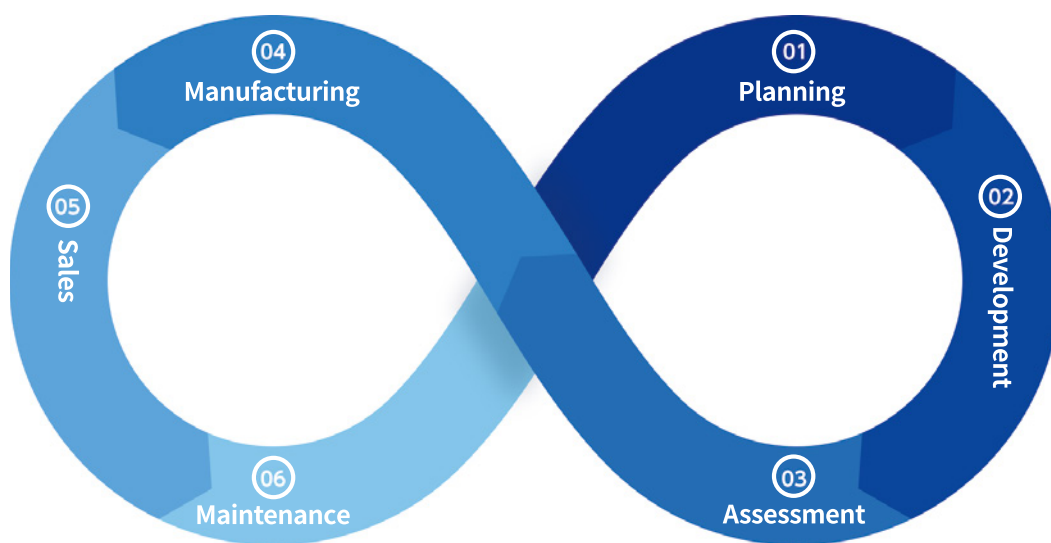 01
Planning
02
Development
03
Assessment
04
Manufacturing
05
Sales
06
Maintenance